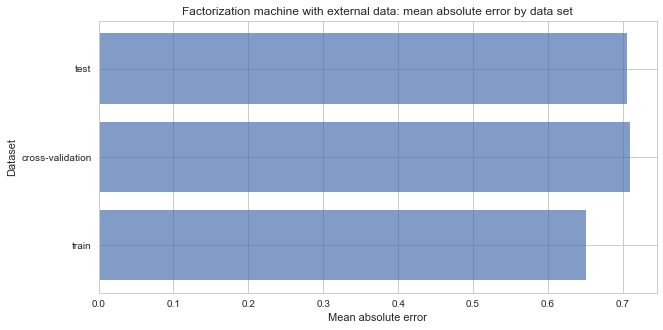 Factorization machine with external data: mean absolute error by data set
Dataset
test
cross-validation
train
0.0 0.1 0.2 0.3 0.4 0.5 0.6 0.7
Mean absolute error